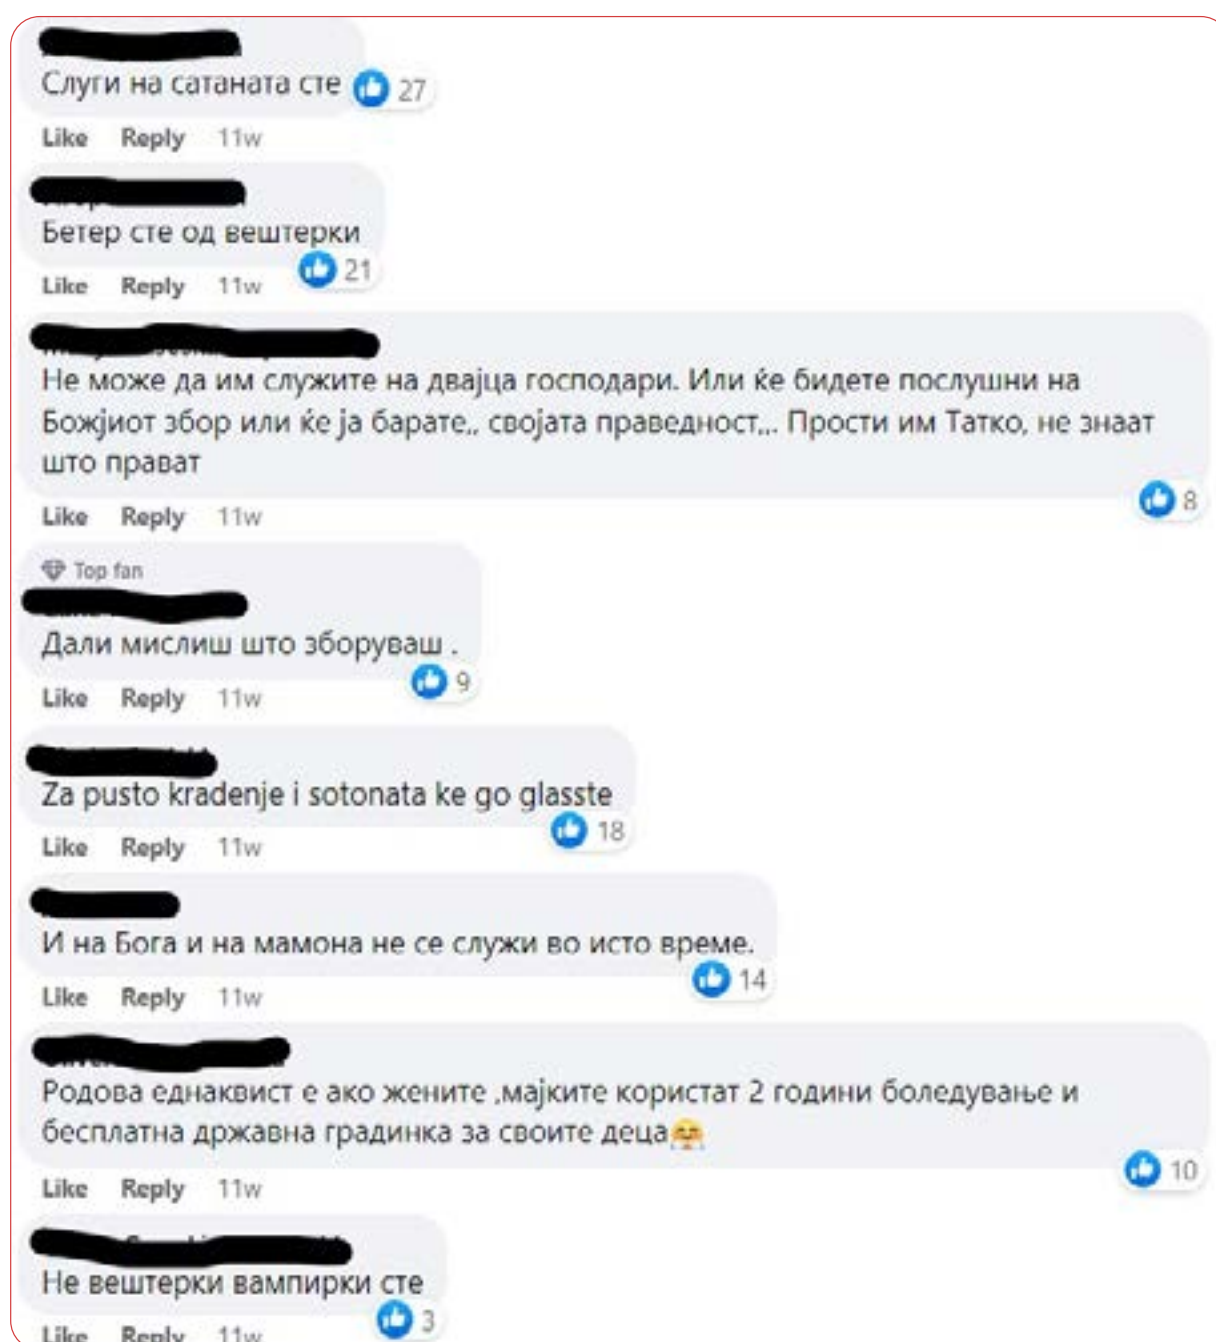 Слуги на сатаната сте 27
Like Reply 11w
Бетер сте од вештерки
21
Like Reply 11w
Не може да им служите на двајца господари. Или ќе бидете послушни на
Божјиот збор или ќе ја барате,, својата праведност,,. Прости им Татко, не знаат
што прават
8
Like Reply 11w
Top fan
Дали мислиш што зборуваш .
9
Like Reply 11w
Za pusto kradenje i sotonata ke go glasste
18
Like Reply 11w
И на Бога и на мамона не се служи во исто време.
14
Like Reply 11w
Родова еднаквист е ако жените ,мајките користат 2 години боледување и
бесплатна државна градинка за своите деца🤗
10
Like Reply 11w
Не вештерки вампирки сте
3
Like Reply 11w